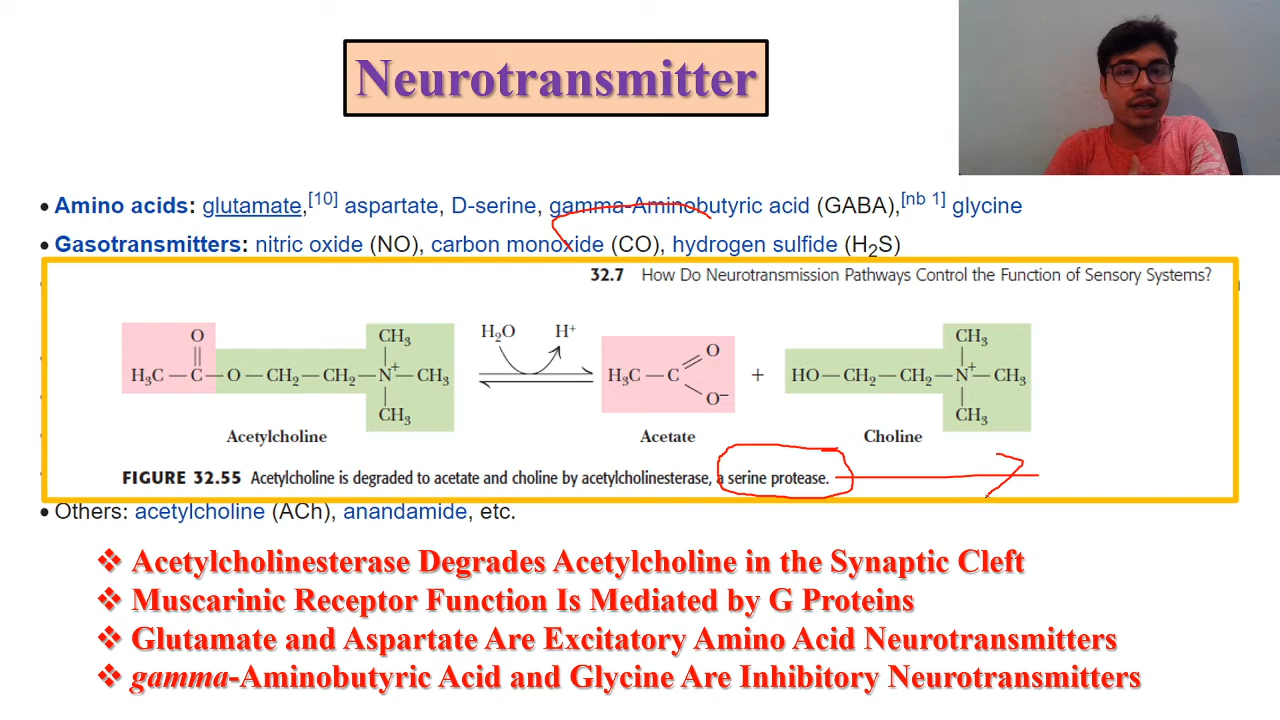 Neurotransmitter
• Amino acids: glutamate,[10] aspartate, D-serine, gamma-Aminobutyric acid (GABA),[nb 1] glycine
• Gasotransmitters: nitric oxide (NO), carbon monoxide (CO), hydrogen sulfide (H₂S)
32.7 How Do Neurotransmission Pathways Control the Function of Sensory Systems?
O CH₃ H₂O H⁺ O CH₃
H₃C — C — O — CH₂ — CH₂ — N⁺ — CH₃ H₃C — C + HO — CH₂ — CH₂ — N⁺ — CH₃
CH₃ O⁻ CH₃
Acetylcholine Acetate Choline
FIGURE 32.55 Acetylcholine is degraded to acetate and choline by acetylcholinesterase, a serine protease.
• Others: acetylcholine (ACh), anandamide, etc.
❖ Acetylcholinesterase Degrades Acetylcholine in the Synaptic Cleft
❖ Muscarinic Receptor Function Is Mediated by G Proteins
❖ Glutamate and Aspartate Are Excitatory Amino Acid Neurotransmitters
❖ gamma-Aminobutyric Acid and Glycine Are Inhibitory Neurotransmitters